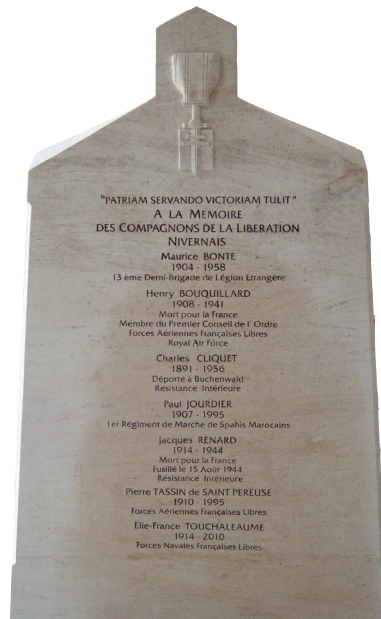 "PATRIAM SERVANDO VICTORIAM TULIT"
A LA MEMOIRE
DES COMPAGNONS DE LA LIBERATION
NIVERNAIS
Maurice BONTE
1904 - 1958
13 ème Demi-Brigade de Légion Etrangère
Henry BOUQUILLARD
1908 - 1941
Mort pour la France
Membre du Premier Conseil de l'Ordre
Forces Aériennes Françaises Libres
Royal Air Force
Charles CLIQUET
1891 - 1956
Déporté à Buchenwald
Résistance Intérieure
Paul JOURDIER
1907 - 1995
1er Régiment de Marche de Spahis Marocains
Jacques RENARD
1914 - 1944
Mort pour la France
Fusillé le 15 Août 1944
Résistance Intérieure
Pierre TASSIN de SAINT PEREUSE
1910 - 1995
Forces Aériennes Françaises Libres
Elie-France TOUCHALEAUME
1914 - 2010
Forces Navales Françaises Libres